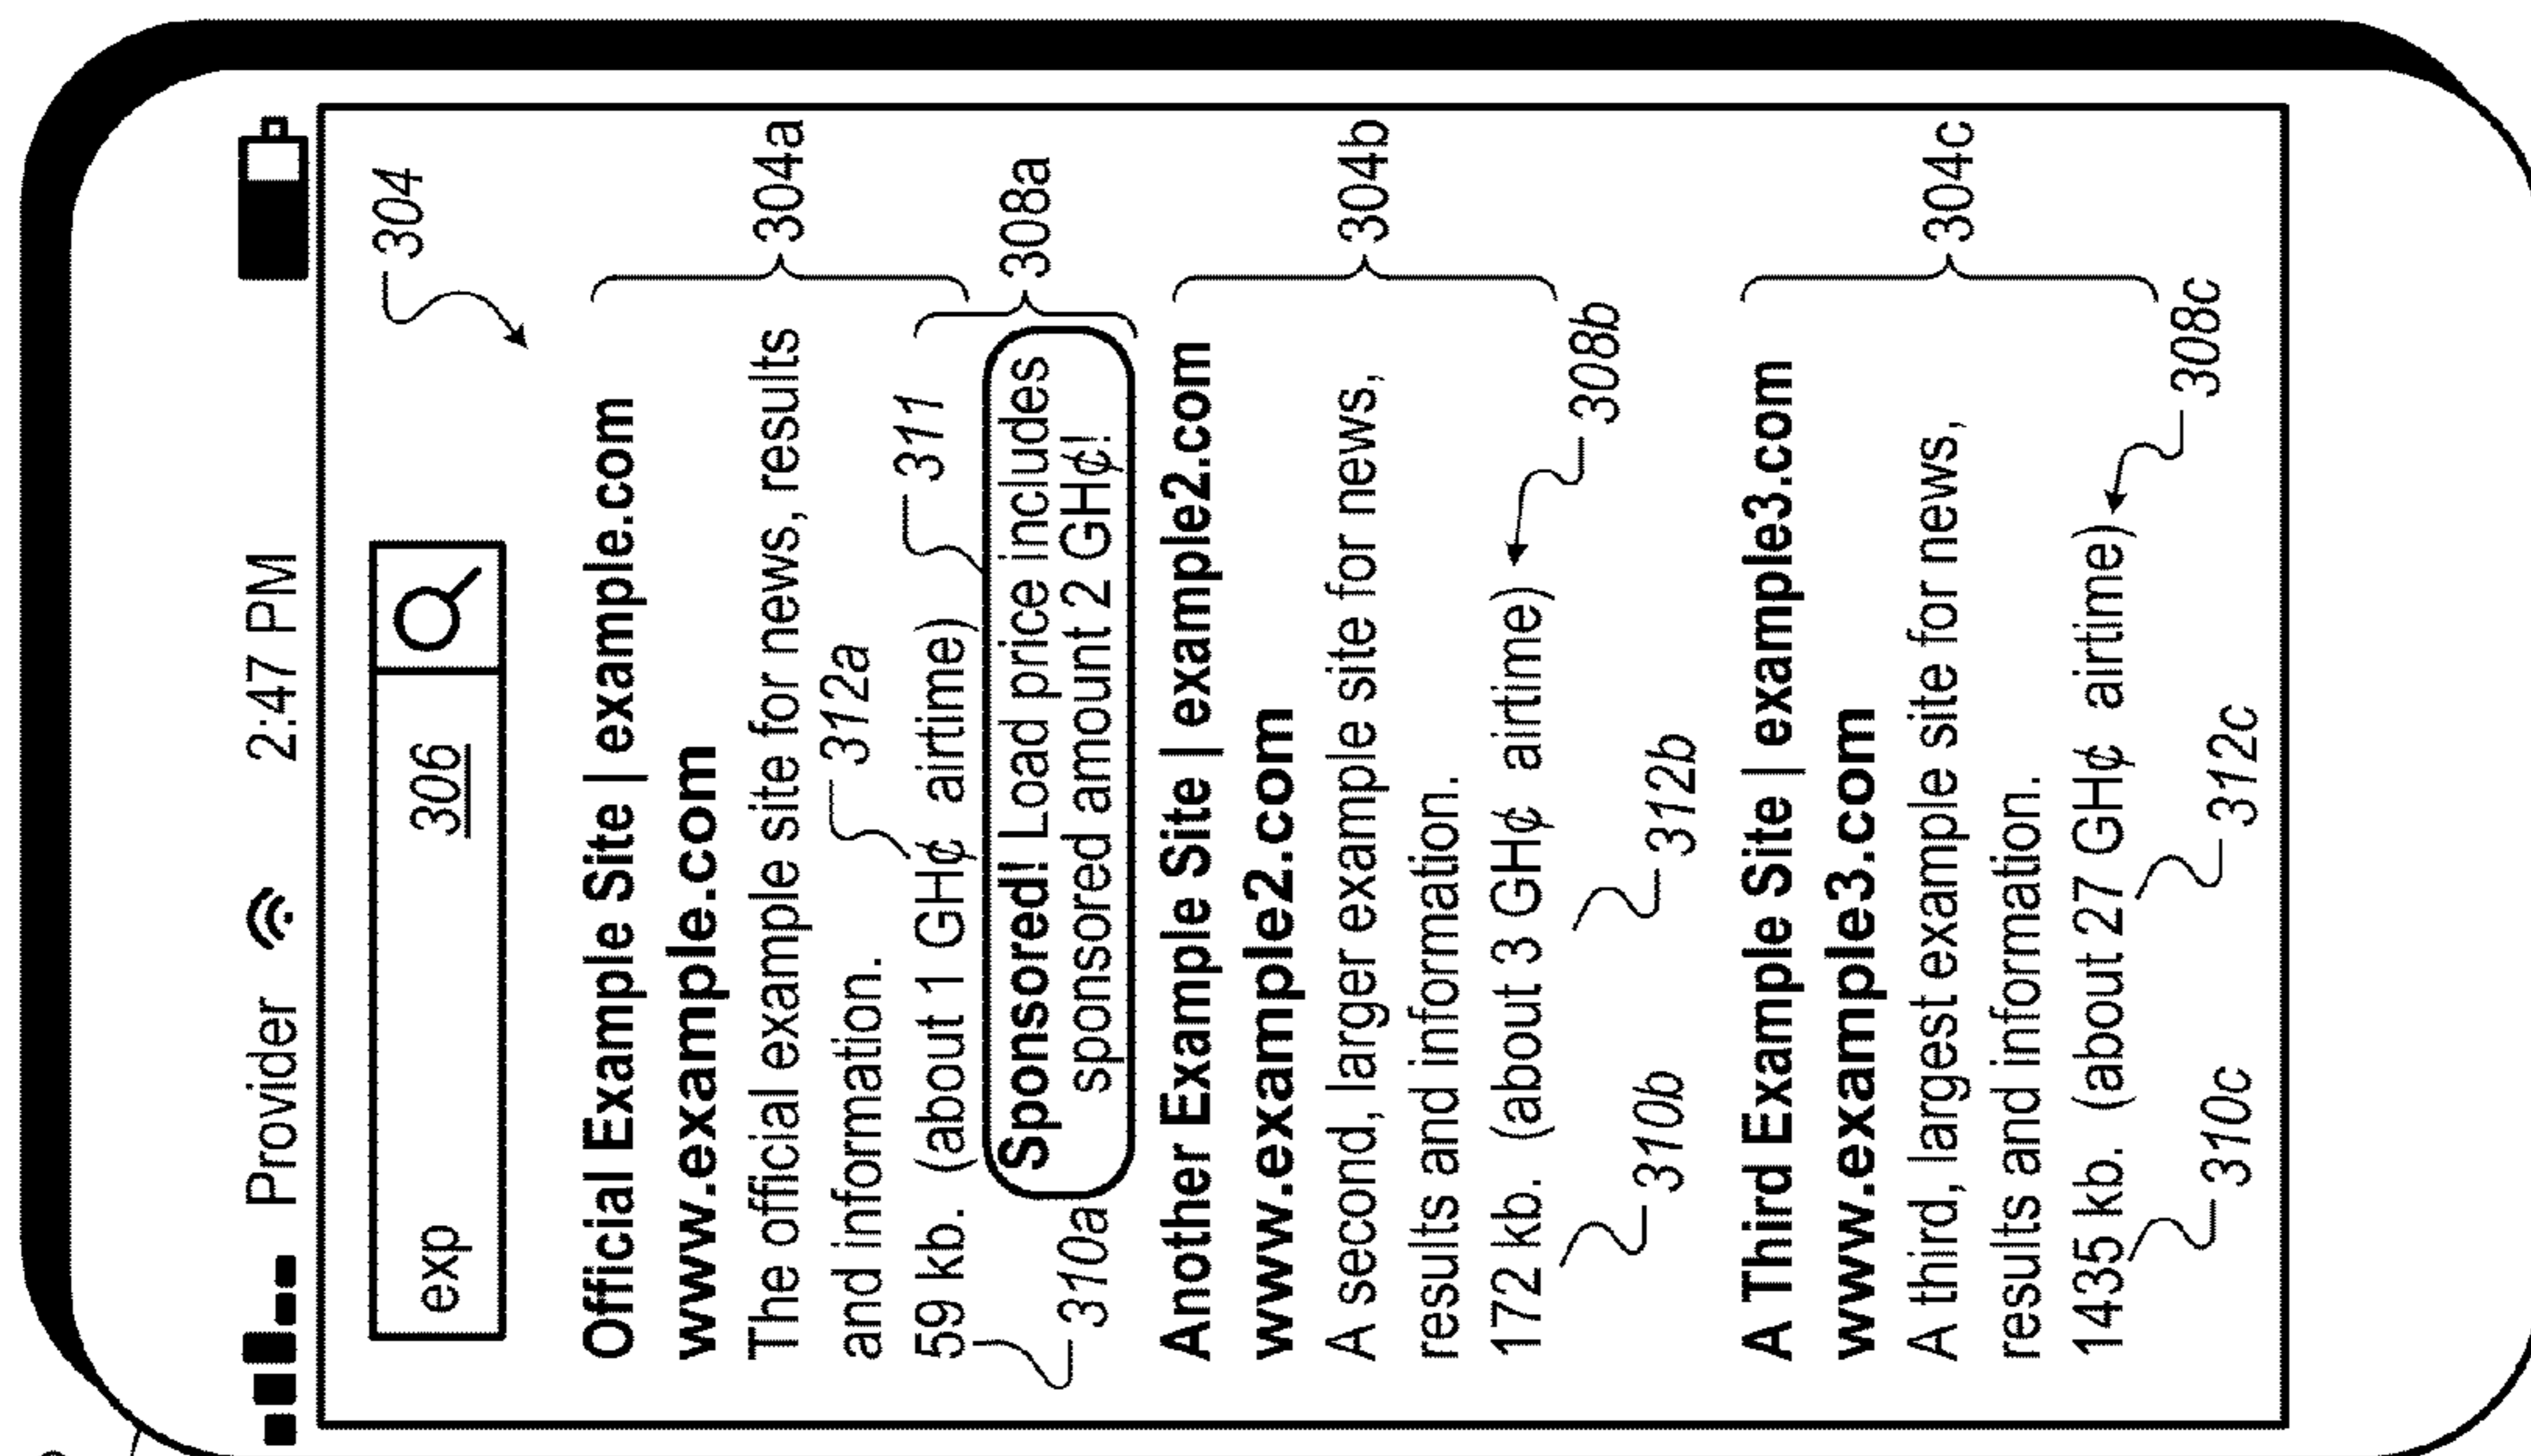 Provider 2:47 PM
304
exp 306
Official Example Site | example.com
www.example.com
The official example site for news, results
304a
and information.
312a
59 kb. (about 1 GH₵ airtime)
311
Sponsored! Load price includes
sponsored amount 2 GH₵!
308a
310a
Another Example Site | example2.com
www.example2.com
A second, larger example site for news,
304b
results and information.
172 kb. (about 3 GH₵ airtime)
308b
310b 312b
A Third Example Site | example3.com
www.example3.com
A third, largest example site for news,
304c
results and information.
1435 kb. (about 27 GH₵ airtime)
308c
310c 312c